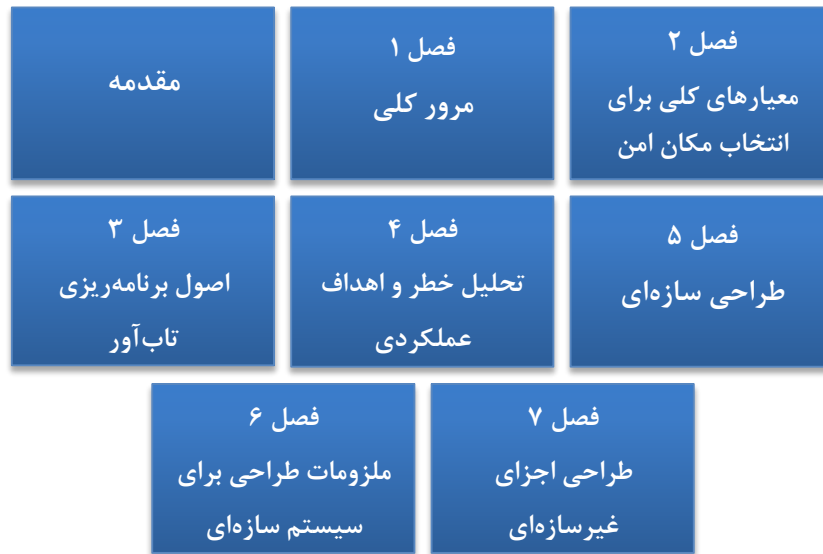 مقدمه
فصل ۱
مرور کلی
فصل ۲
معیارهای کلی برای
انتخاب مکان امن
فصل ۳
اصول برنامه‌ریزی
تاب‌آور
فصل ۴
تحلیل خطر و اهداف
عملکردی
فصل ۵
طراحی سازه‌ای
فصل ۶
ملزومات طراحی برای
سیستم سازه‌ای
فصل ۷
طراحی اجزای
غیرسازه‌ای